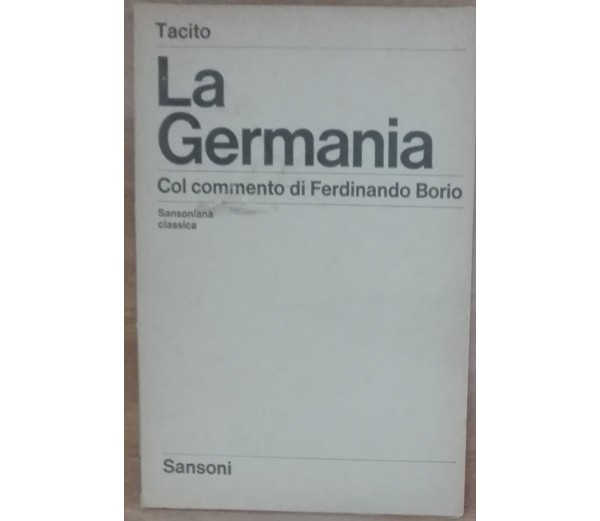 Tacito
La
Germania
Col commento di Ferdinando Borio
Sansoniana
classica
Sansoni